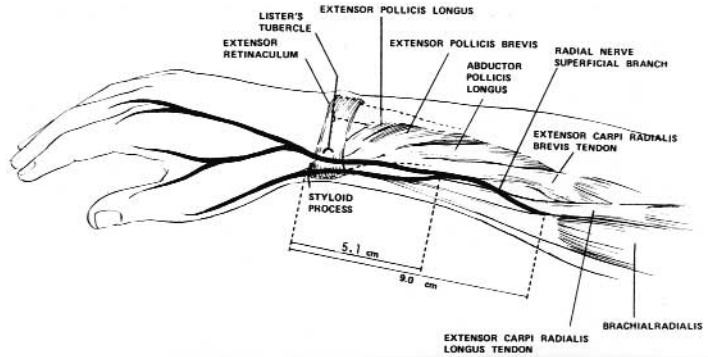 LISTER'S
TUBERCLE
EXTENSOR POLLICIS LONGUS
EXTENSOR
RETINACULUM
EXTENSOR POLLICIS BREVIS
ABDUCTOR
POLLICIS
LONGUS
RADIAL NERVE
SUPERFICIAL BRANCH
EXTENSOR CARPI RADIALIS
BREVIS TENDON
STYLOID
PROCESS
5.1 cm
9.0 cm
BRACHIALRADIALIS
EXTENSOR CARPI RADIALIS
LONGUS TENDON